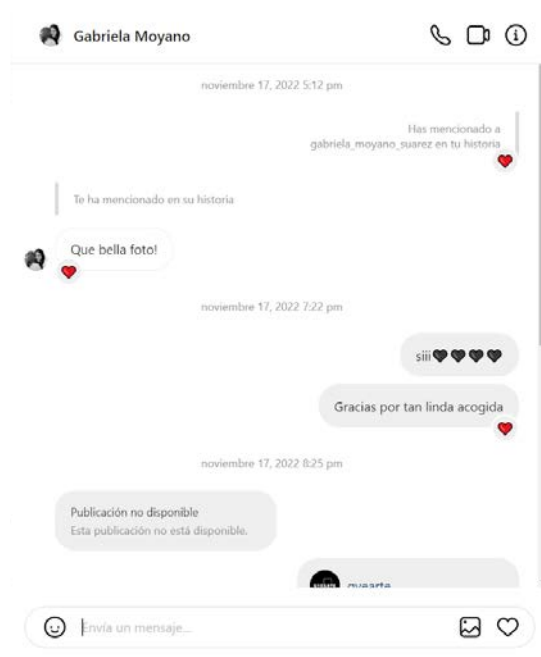 Gabriela Moyano
noviembre 17, 2022 5:12 pm
Has mencionado a
gabriela_moyano_suarez en tu historia
Te ha mencionado en su historia
Que bella foto!
noviembre 17, 2022 7:22 pm
siii🖤🖤🖤🖤
Gracias por tan linda acogida
noviembre 17, 2022 8:25 pm
Publicación no disponible
Esta publicación no está disponible.
Envía un mensaje...